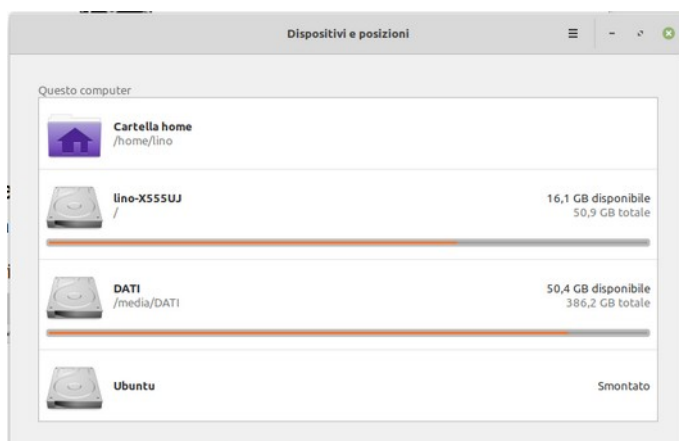 Dispositivi e posizioni
Questo computer
Cartella home
/home/lino
lino-X555UJ
/
16,1 GB disponibile
50,9 GB totale
DATI
/media/DATI
50,4 GB disponibile
386,2 GB totale
Ubuntu
Smontato